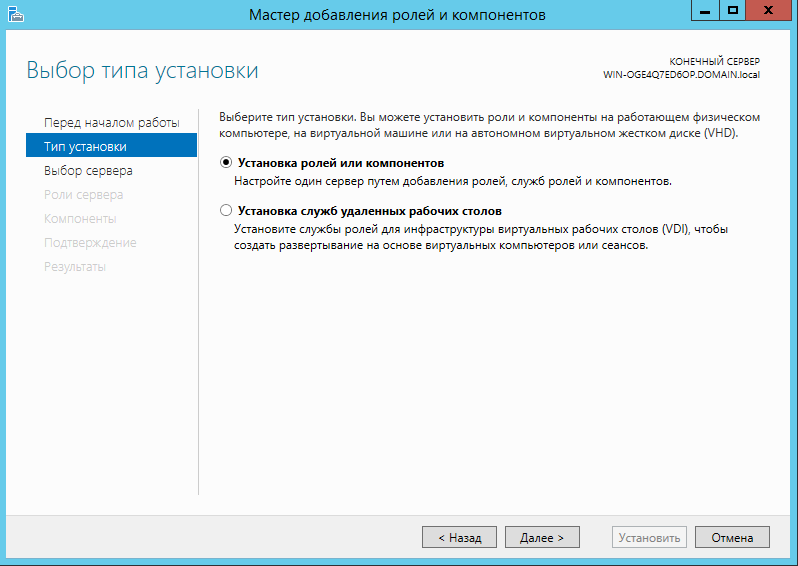 Мастер добавления ролей и компонентов
Выбор типа установки
КОНЕЧНЫЙ СЕРВЕР
WIN-OGE4Q7ED6OP.DOMAIN.local
Перед началом работы
Тип установки
Выбор сервера
Роли сервера
Компоненты
Подтверждение
Результаты
Выберите тип установки. Вы можете установить роли и компоненты на работающем физическом
компьютере, на виртуальной машине или на автономном виртуальном жестком диске (VHD).
Установка ролей или компонентов
Настройте один сервер путем добавления ролей, служб ролей и компонентов.
Установка служб удаленных рабочих столов
Установите службы ролей для инфраструктуры виртуальных рабочих столов (VDI), чтобы
создать развертывание на основе виртуальных компьютеров или сеансов.
< Назад
Далее >
Установить
Отмена